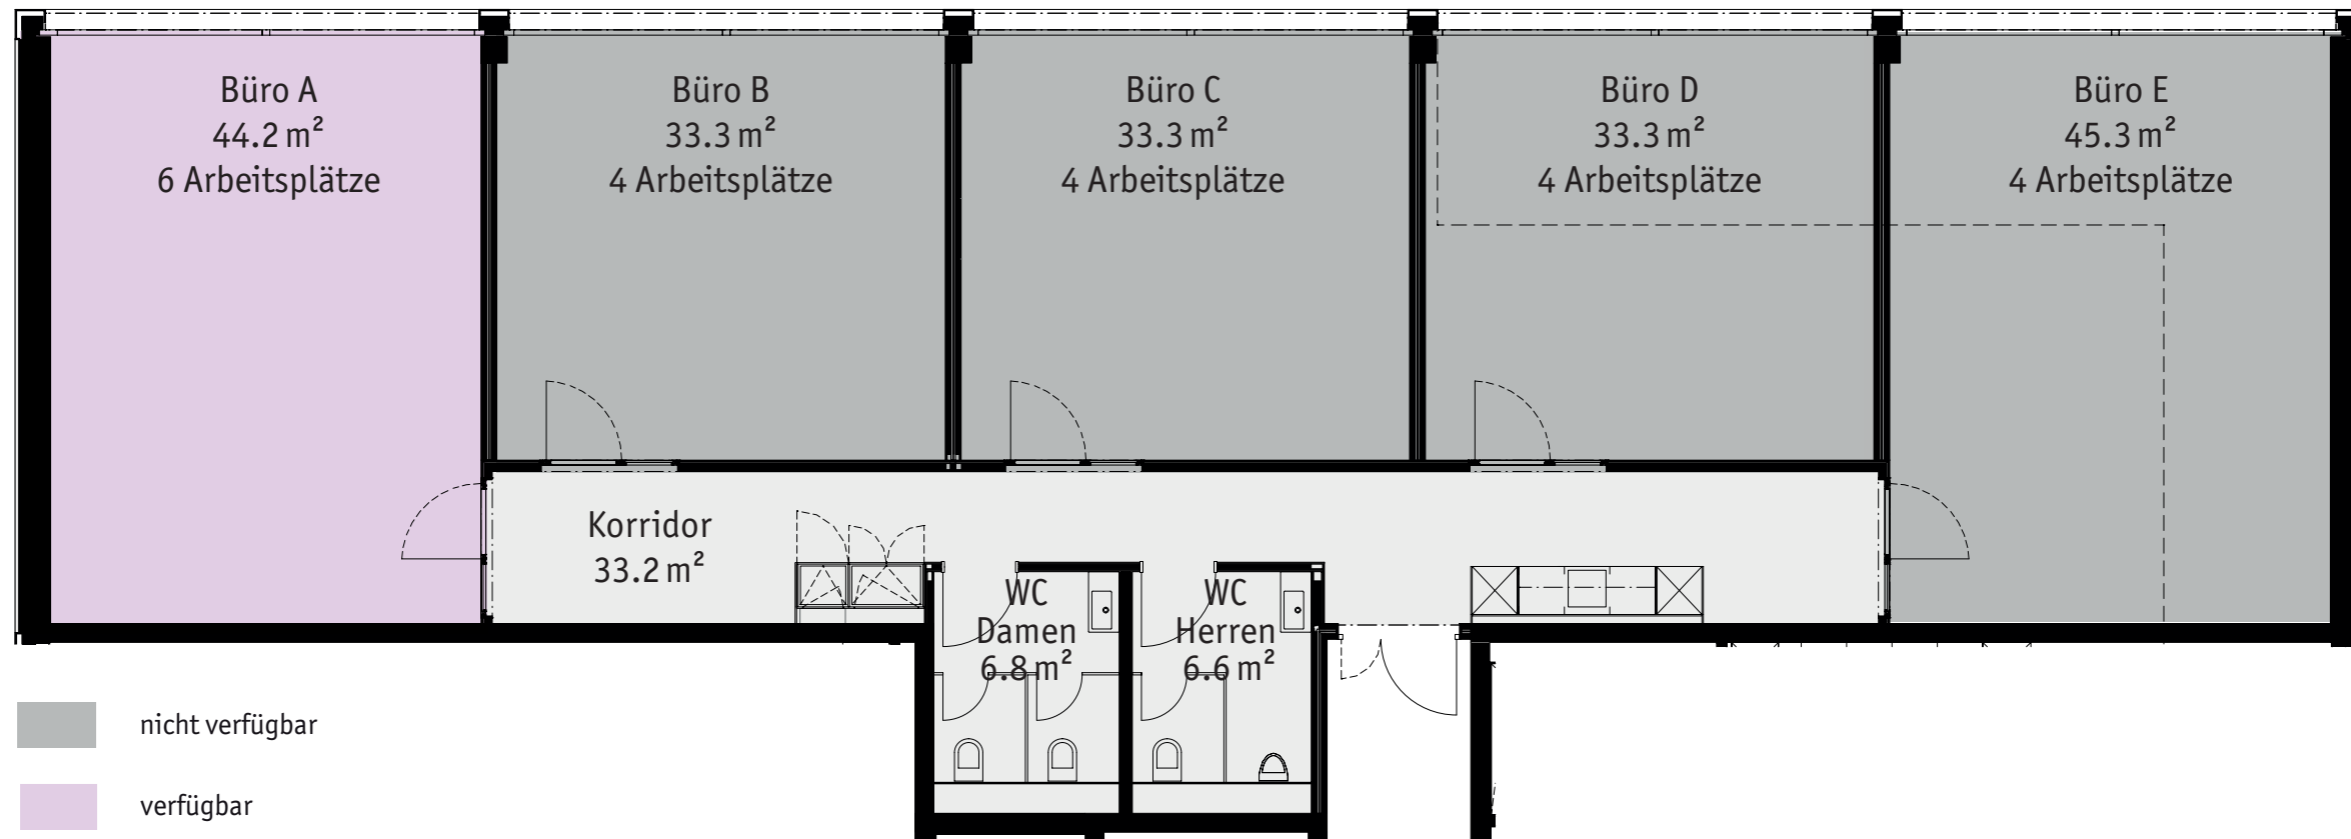 Büro A
44.2 m²
6 Arbeitsplätze
Büro B
33.3 m²
4 Arbeitsplätze
Büro C
33.3 m²
4 Arbeitsplätze
Büro D
33.3 m²
4 Arbeitsplätze
Büro E
45.3 m²
4 Arbeitsplätze
Korridor
33.2 m²
WC
Damen
6.8 m²
WC
Herren
6.6 m²
nicht verfügbar
verfügbar